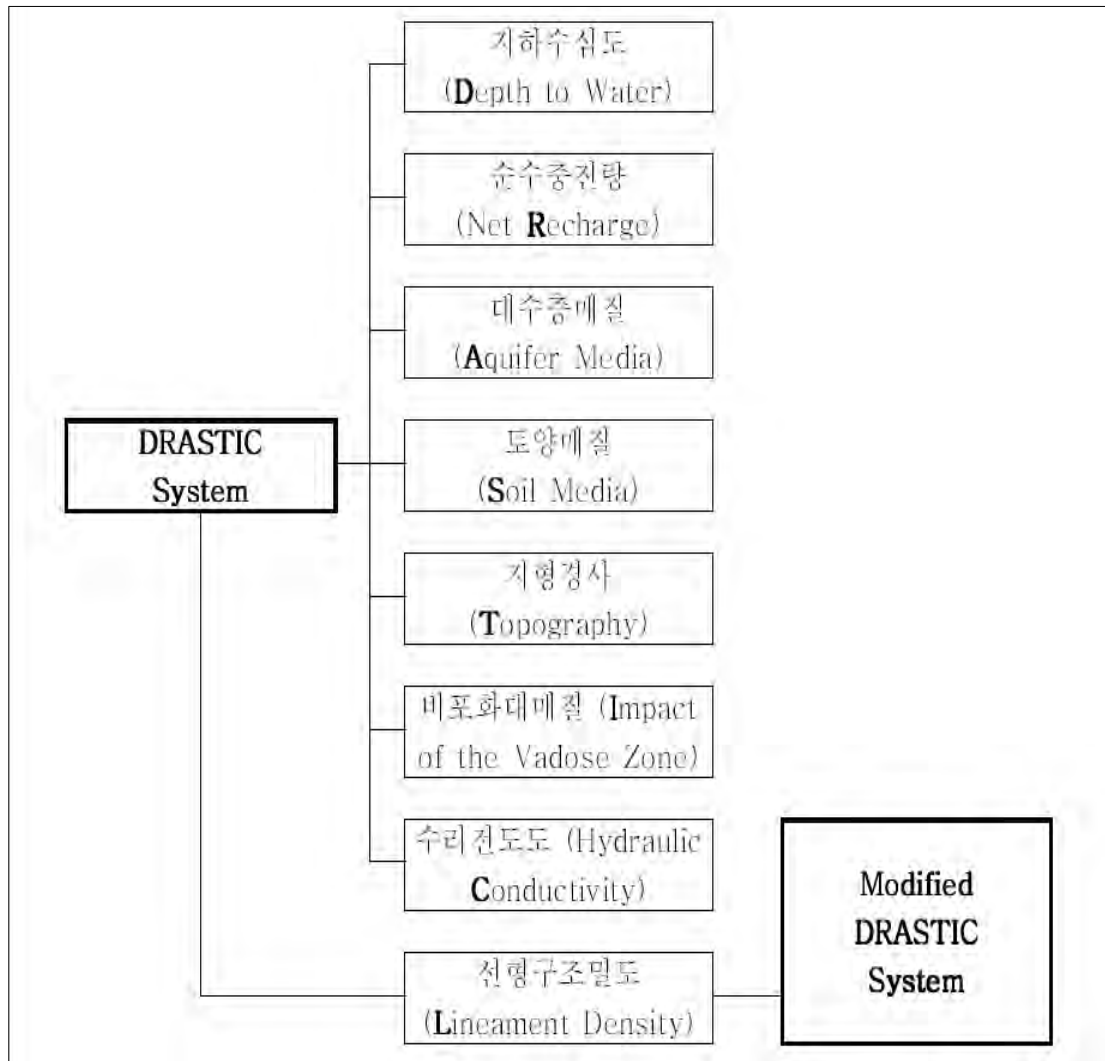 지하수심도
(Depth to Water)
순수충진량
(Net Recharge)
대수층매질
(Aquifer Media)
DRASTIC
System
토양매질
(Soil Media)
지형경사
(Topography)
비포화대매질 (Impact
of the Vadose Zone)
수리전도도 (Hydraulic
Conductivity)
Modified
DRASTIC
System
선형구조밀도
(Lineament Density)